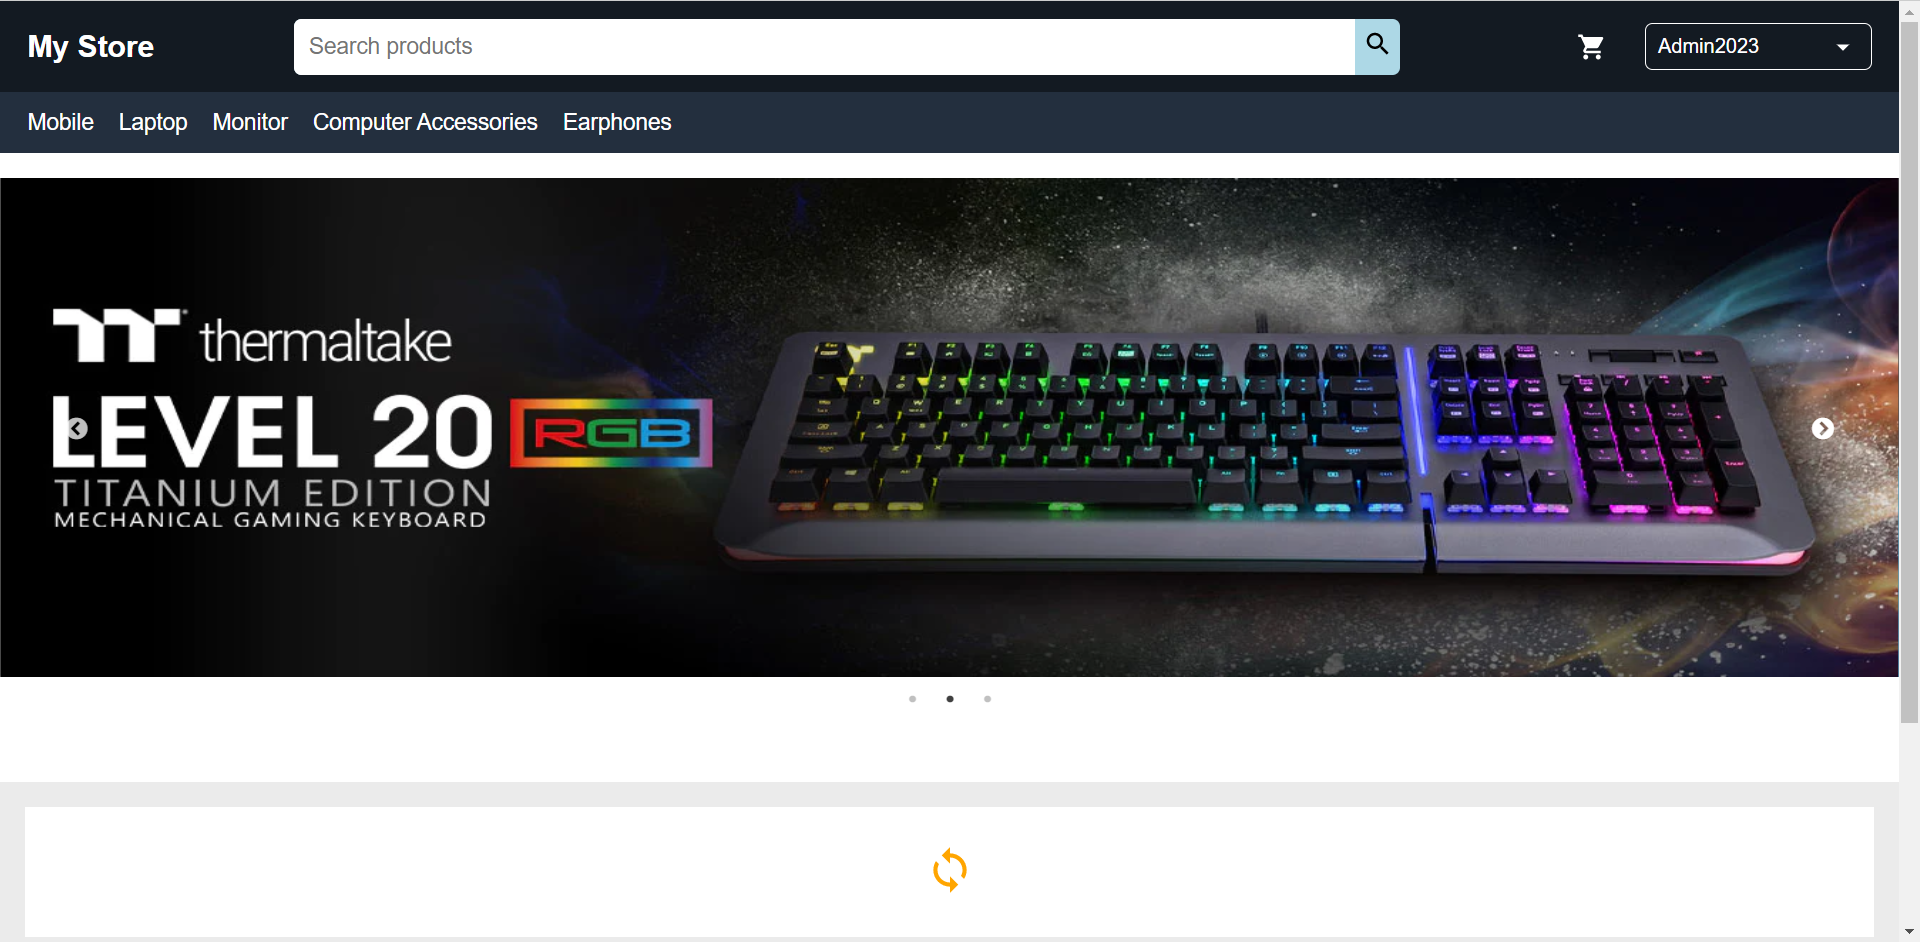 My Store
Search products
Admin2023
Mobile Laptop Monitor Computer Accessories Earphones
thermaltake
LEVEL 20 RGB
TITANIUM EDITION
MECHANICAL GAMING KEYBOARD